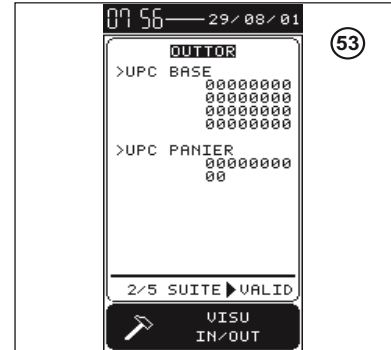 07 56 29/08/01
53
OUTTOR
>UPC BASE
00000000
00000000
00000000
00000000
>UPC PANIER
00000000
00
2/5 SUITE VALID
VISU
IN/OUT